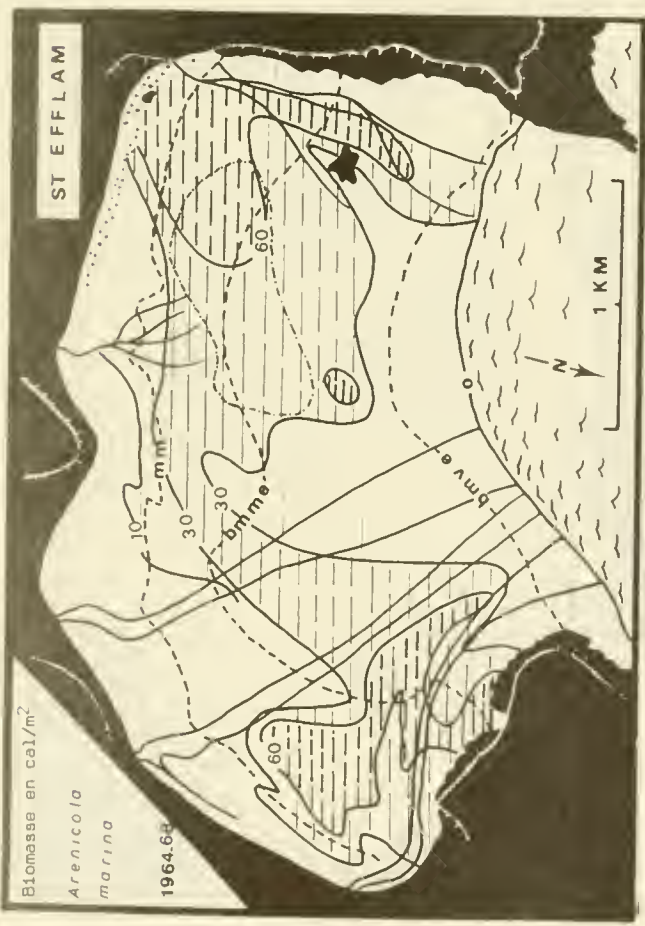 Biomasse en cal/m²
Arenicola
marina
1964.68
ST EFFLAM
10
mm
30
30
bmme
60
60
bmve
0
N
1 KM